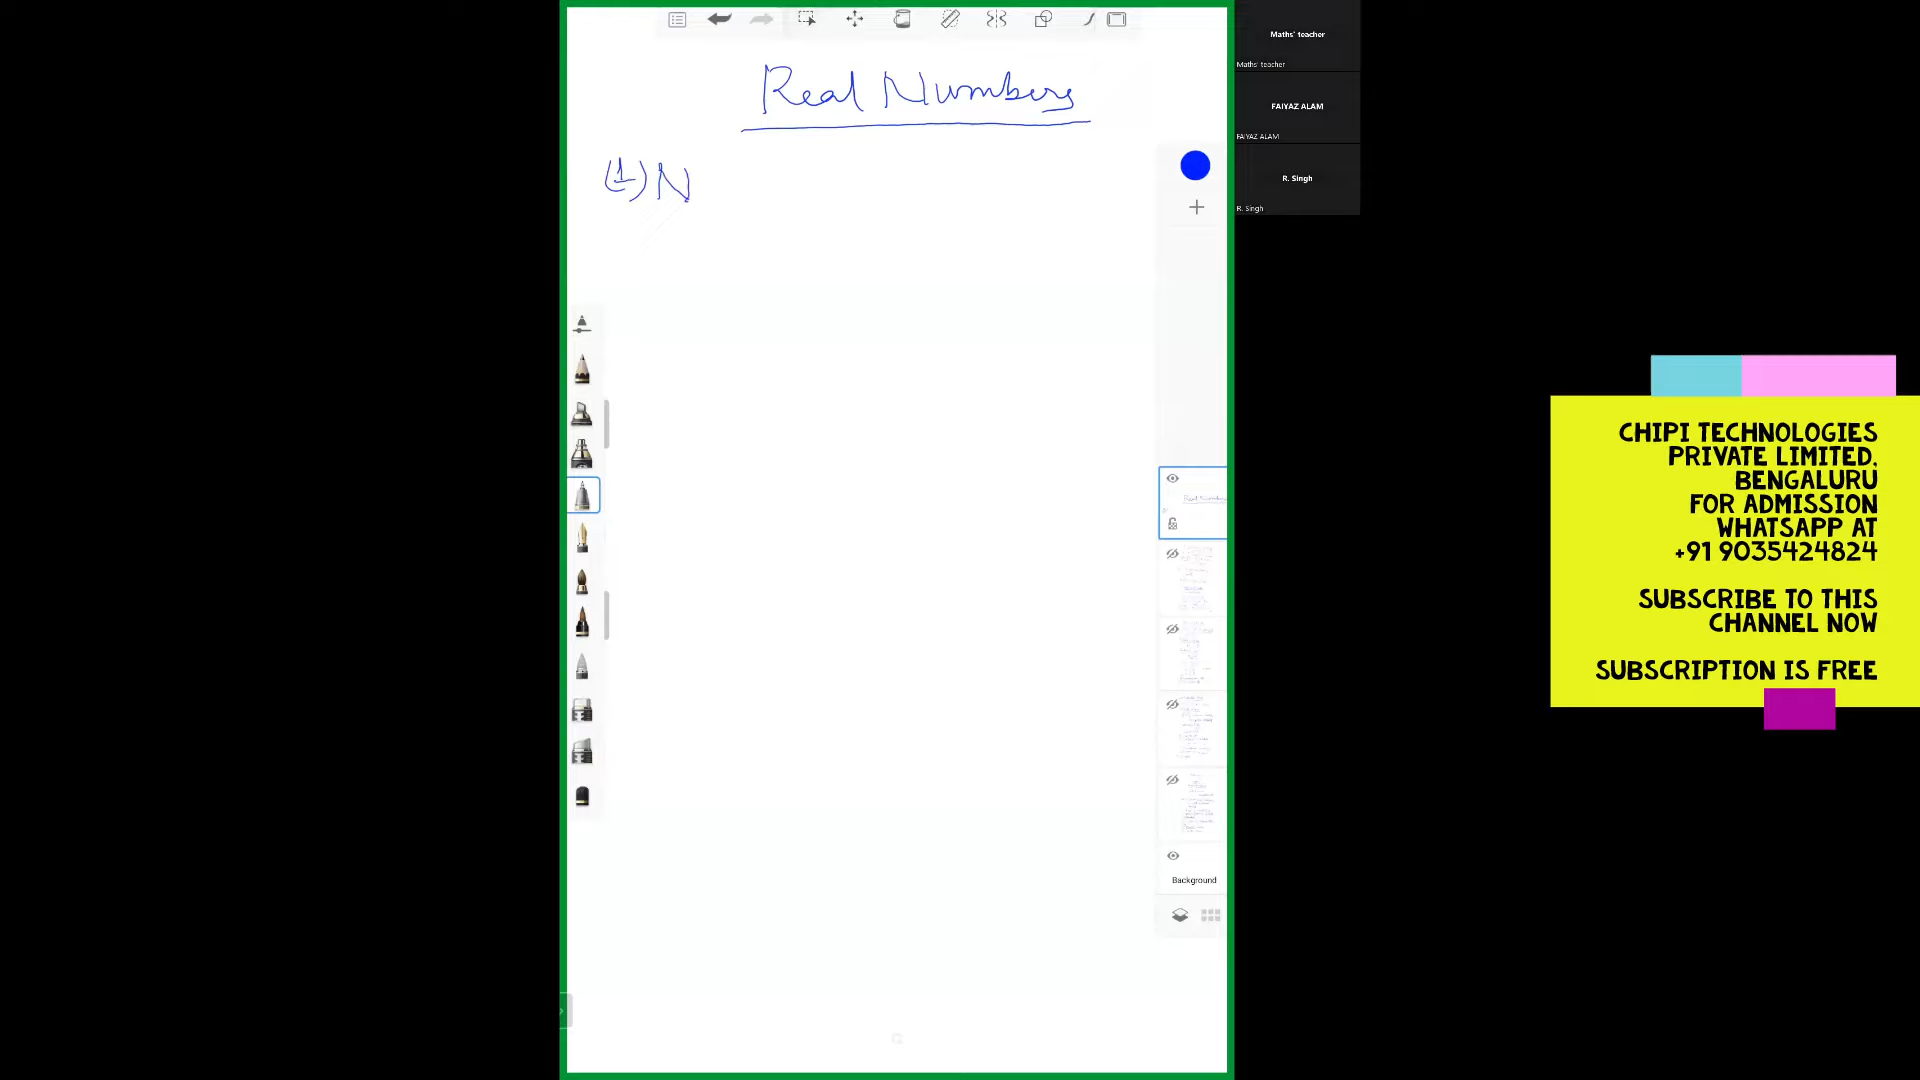 Real Numbers
(1) N
Background
Maths' teacher
Maths' teacher
FAIYAZ ALAM
FAIYAZ ALAM
R. Singh
R. Singh
CHIPI TECHNOLOGIES
PRIVATE LIMITED,
BENGALURU
FOR ADMISSION
WHATSAPP AT
+91 9035424824
SUBSCRIBE TO THIS
CHANNEL NOW
SUBSCRIPTION IS FREE